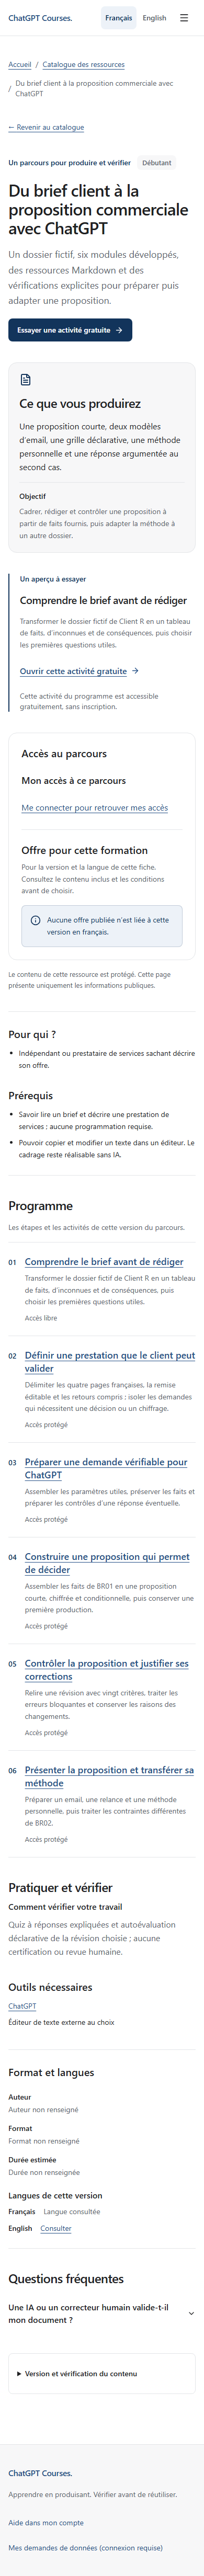 ChatGPT Courses.
Français English
Accueil / Catalogue des ressources
/ Du brief client à la proposition commerciale avec
ChatGPT
← Revenir au catalogue
Un parcours pour produire et vérifier Débutant
Du brief client à la
proposition commerciale
avec ChatGPT
Un dossier fictif, six modules développés,
des ressources Markdown et des
vérifications explicites pour préparer puis
adapter une proposition.
Essayer une activité gratuite →
Ce que vous produirez
Une proposition courte, deux modèles
d’email, une grille déclarative, une méthode
personnelle et une réponse argumentée au
second cas.
Objectif
Cadrer, rédiger et contrôler une proposition à
partir de faits fournis, puis adapter la méthode à
un autre dossier.
Un aperçu à essayer
Comprendre le brief avant de rédiger
Transformer le dossier fictif de Client R en un tableau
de faits, d’inconnues et de conséquences, puis choisir
les premières questions utiles.
Ouvrir cette activité gratuite →
Cette activité du programme est accessible
gratuitement, sans inscription.
Accès au parcours
Mon accès à ce parcours
Me connecter pour retrouver mes accès
Offre pour cette formation
Pour la version et la langue de cette fiche.
Consultez le contenu inclus et les conditions
avant de choisir.
Aucune offre publiée n’est liée à cette
version en français.
Le contenu de cette ressource est protégé. Cette page
présente uniquement les informations publiques.
Pour qui ?
• Indépendant ou prestataire de services sachant décrire
son offre.
Prérequis
• Savoir lire un brief et décrire une prestation de
services ; aucune programmation requise.
• Pouvoir copier et modifier un texte dans un éditeur. Le
cadrage reste réalisable sans IA.
Programme
Les étapes et les activités de cette version du parcours.
01 Comprendre le brief avant de rédiger
Transformer le dossier fictif de Client R en un tableau
de faits, d’inconnues et de conséquences, puis
choisir les premières questions utiles.
Accès libre
02 Définir une prestation que le client peut
valider
Délimiter les quatre pages françaises, la remise
éditable et les retours compris ; isoler les demandes
qui nécessitent une décision ou un chiffrage.
Accès protégé
03 Préparer une demande vérifiable pour
ChatGPT
Assembler les paramètres utiles, préserver les faits et
préparer les contrôles d’une réponse éventuelle.
Accès protégé
04 Construire une proposition qui permet
de décider
Assembler les faits de BR01 en une proposition
courte, chiffrée et conditionnelle, puis conserver une
première production.
Accès protégé
05 Contrôler la proposition et justifier ses
corrections
Relire une révision avec vingt critères, traiter les
erreurs bloquantes et conserver les raisons des
changements.
Accès protégé
06 Présenter la proposition et transférer sa
méthode
Préparer un email, une relance et une méthode
personnelle, puis traiter les contraintes différentes
de BR02.
Accès protégé
Pratiquer et vérifier
Comment vérifier votre travail
Quiz à réponses expliquées et autoévaluation
déclarative de la révision choisie ; aucune
certification ou revue humaine.
Outils nécessaires
ChatGPT
Éditeur de texte externe au choix
Format et langues
Auteur
Auteur non renseigné
Format
Format non renseigné
Durée estimée
Durée non renseignée
Langues de cette version
Français Langue consultée
English Consulter
Questions fréquentes
Une IA ou un correcteur humain valide-t-il
mon document ?
▶ Version et vérification du contenu
ChatGPT Courses.
Apprendre en produisant. Vérifier avant de réutiliser.
Aide dans mon compte
Mes demandes de données (connexion requise)